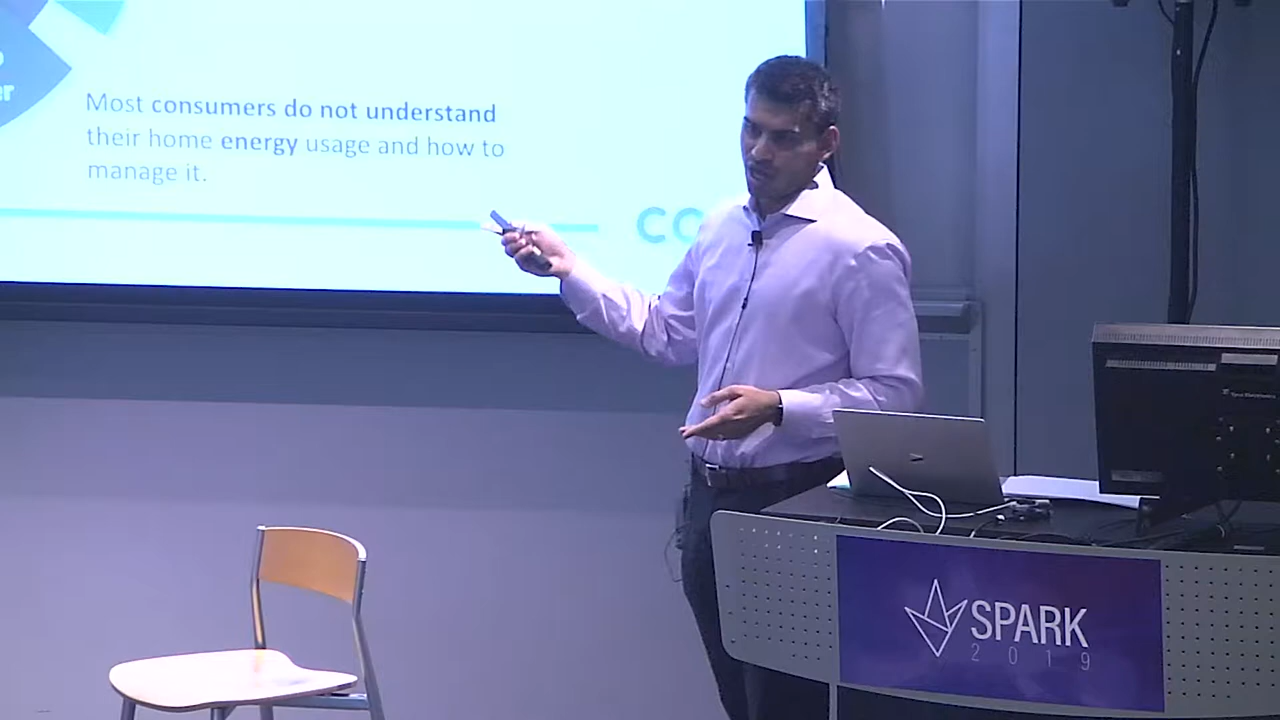 Most consumers do not understand
their home energy usage and how to
manage it.
SPARK
2019